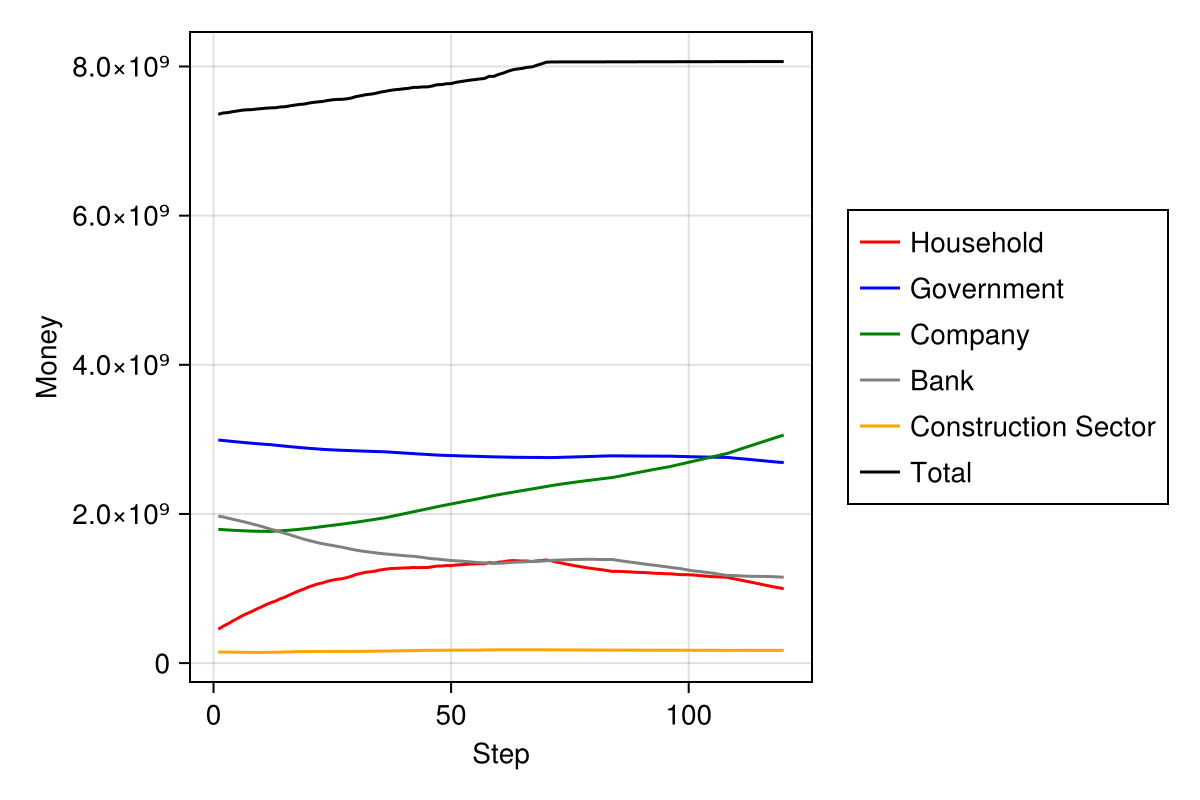 8.0×10⁹
6.0×10⁹
4.0×10⁹
2.0×10⁹
0
Money
0 50 100
Step
Household
Government
Company
Bank
Construction Sector
Total